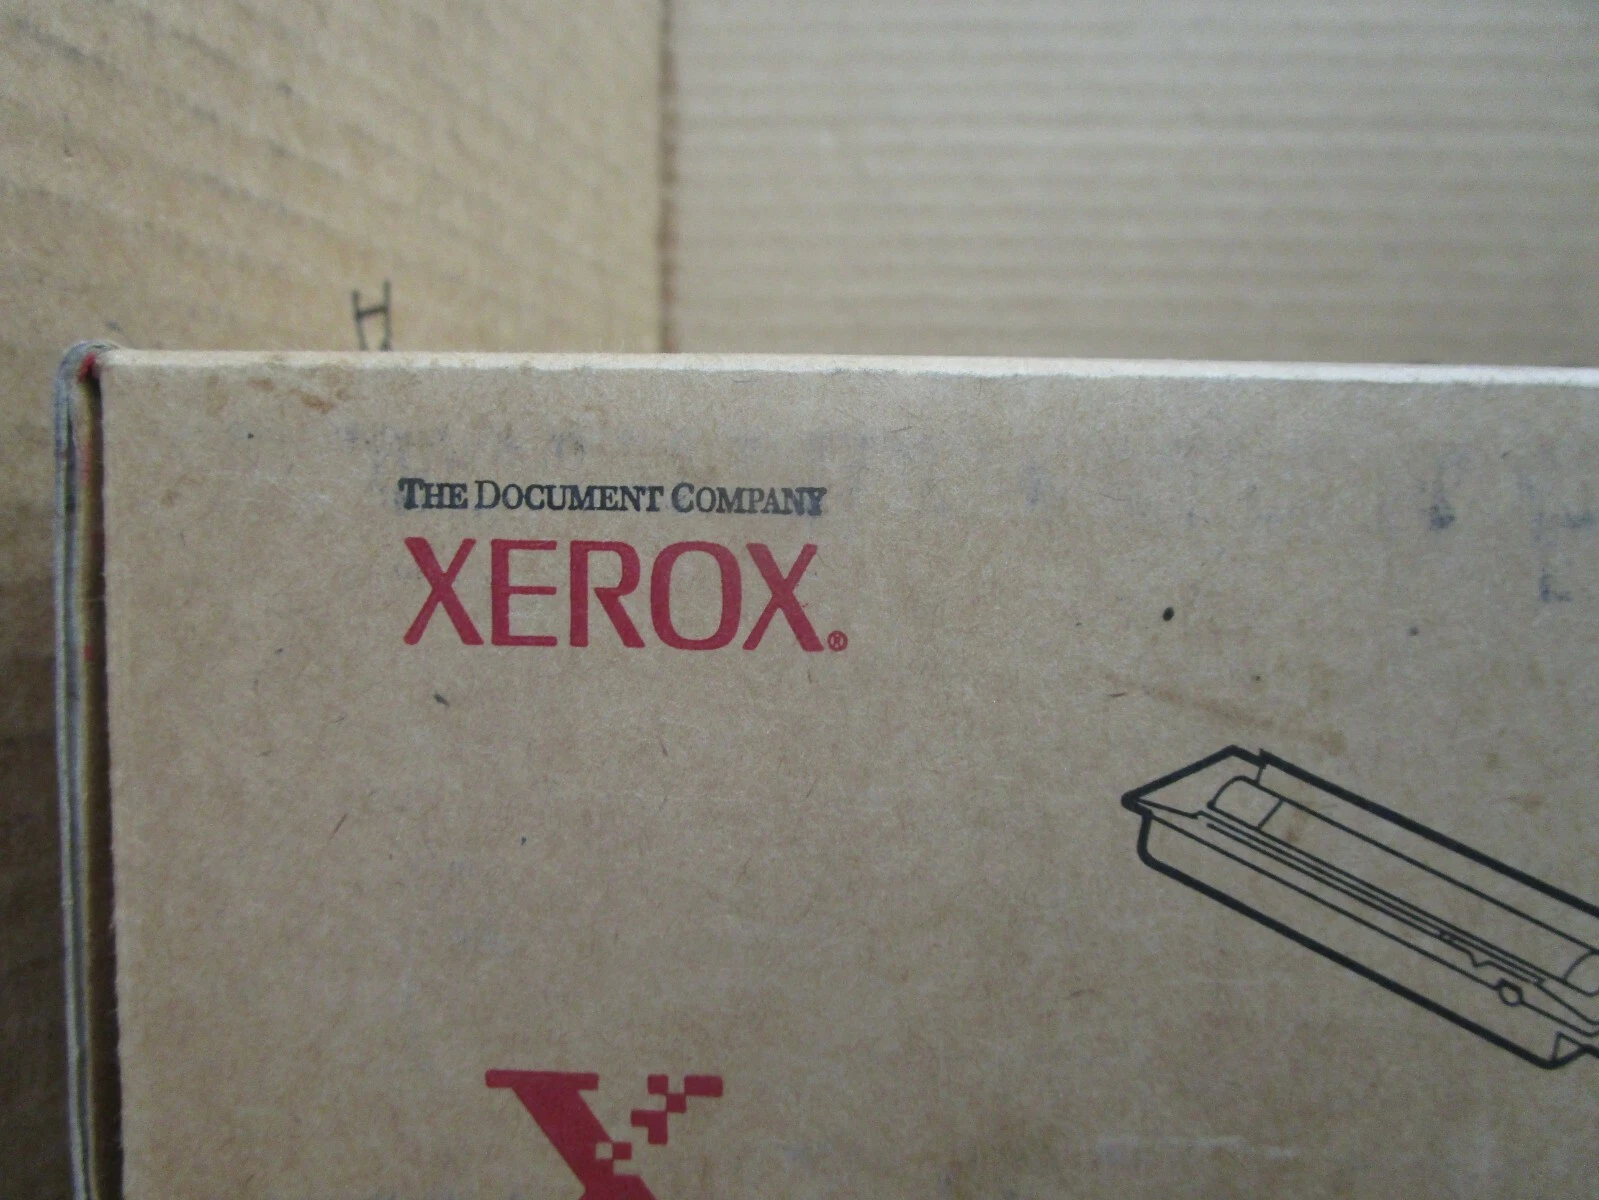 THE DOCUMENT COMPANY
XEROX®